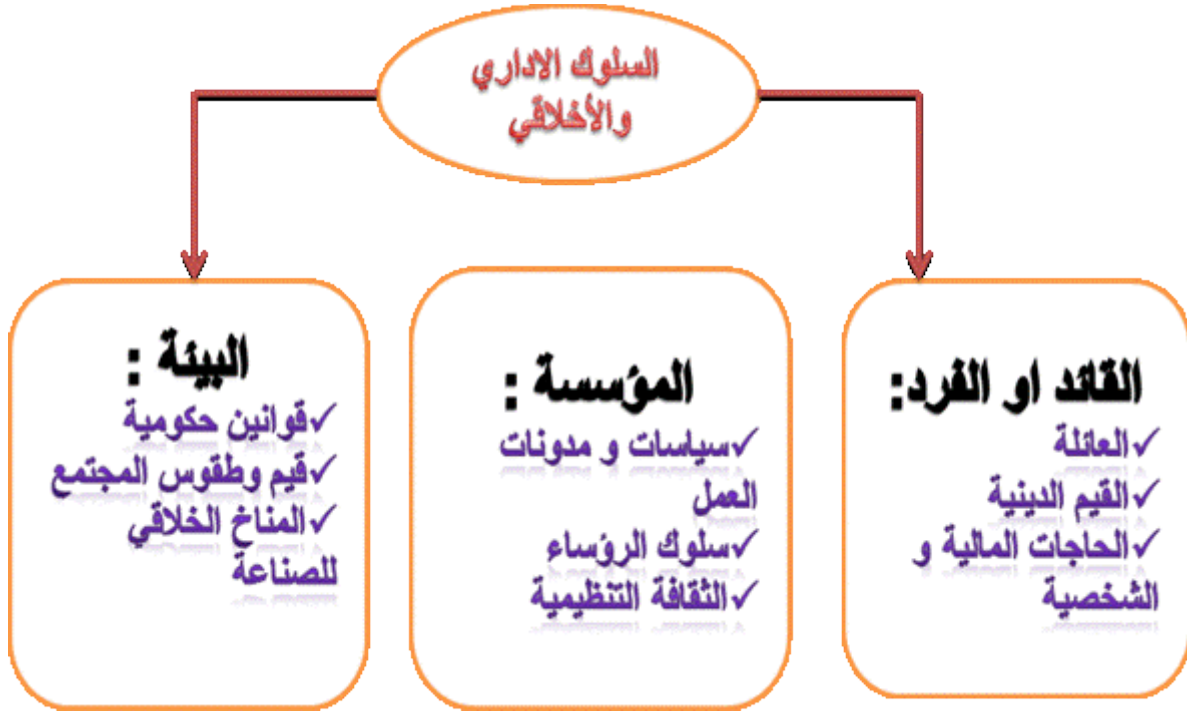 السلوك الاداري
والأخلاقي
القائد او الفرد:
✓العائلة
✓القيم الدينية
✓الحاجات المالية و
الشخصية
المؤسسة :
✓سياسات و مدونات
العمل
✓سلوك الرؤساء
✓الثقافة التنظيمية
البيئة :
✓قوانين حكومية
✓قيم وطقوس المجتمع
✓المناخ الخلاقي
للصناعة